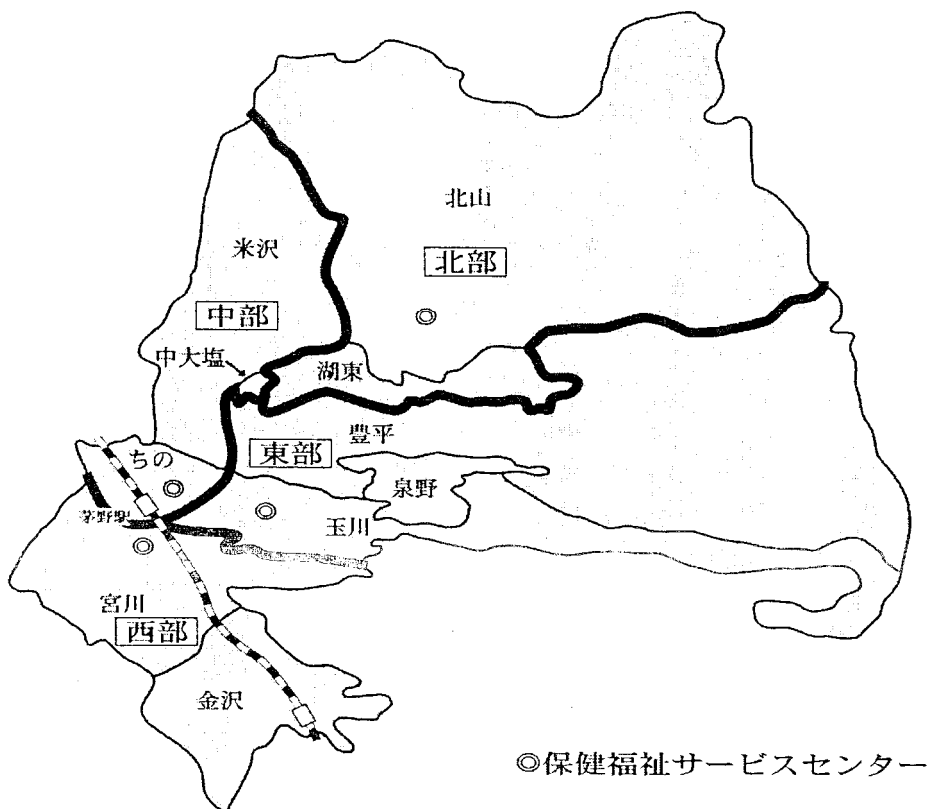 北山
米沢
北部
中部
中大塩
湖東
豊平
東部
ちの
泉野
茅野駅
玉川
宮川
西部
金沢
◎保健福祉サービスセンター